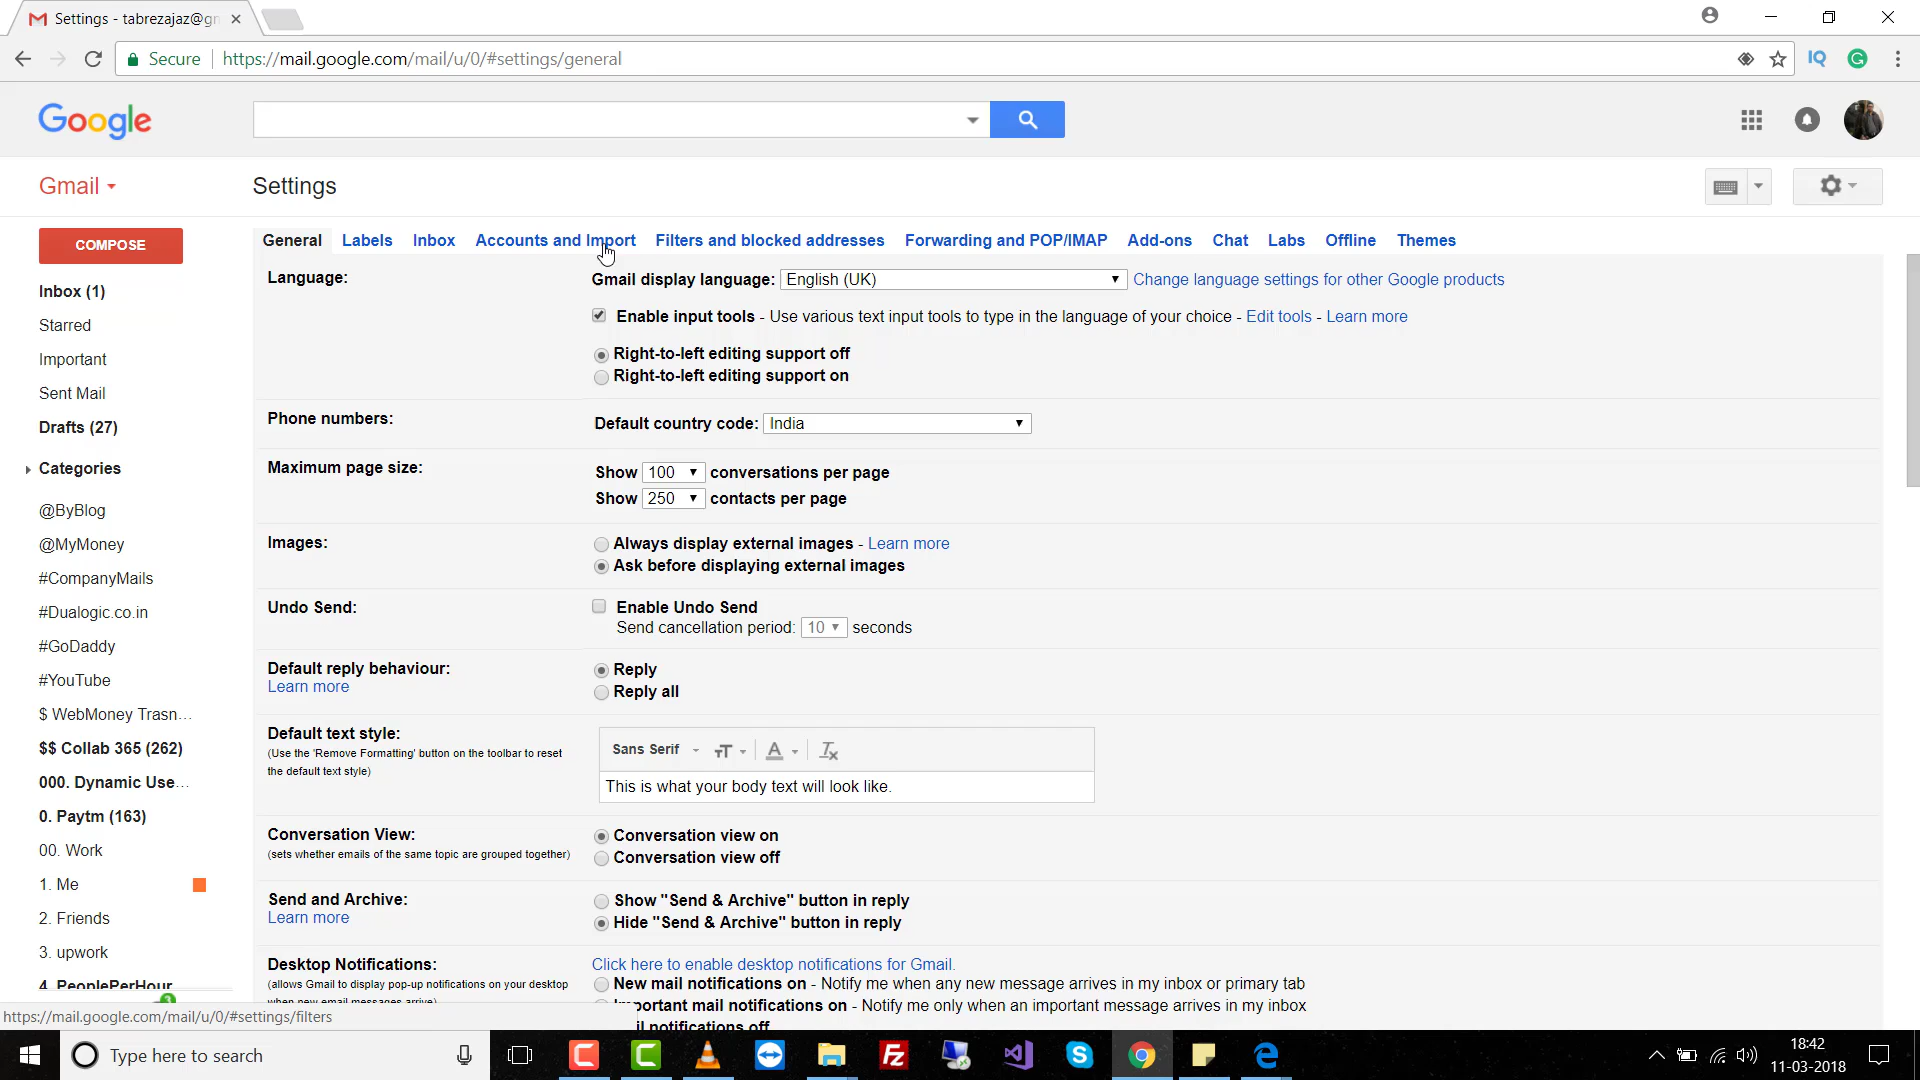 Settings - tabrezajaz@gm
Secure
https://mail.google.com/mail/u/0/#settings/general
IQ
G
Google
Gmail
Settings
COMPOSE
General
Labels
Inbox
Accounts and Import
Filters and blocked addresses
Forwarding and POP/IMAP
Add-ons
Chat
Labs
Offline
Themes
Inbox (1)
Starred
Important
Sent Mail
Drafts (27)
Categories
@ByBlog
@MyMoney
#CompanyMails
#Dualogic.co.in
#GoDaddy
#YouTube
$ WebMoney Trasn…
$$ Collab 365 (262)
000. Dynamic Use…
0. Paytm (163)
00. Work
1. Me
2. Friends
3. upwork
4. PeoplePerHour
3
Language:
Gmail display language: English (UK) Change language settings for other Google products
Enable input tools - Use various text input tools to type in the language of your choice - Edit tools - Learn more
Right-to-left editing support off
Right-to-left editing support on
Phone numbers:
Default country code: India
Maximum page size:
Show 100 conversations per page
Show 250 contacts per page
Images:
Always display external images - Learn more
Ask before displaying external images
Undo Send:
Enable Undo Send
Send cancellation period: 10 seconds
Default reply behaviour:
Learn more
Reply
Reply all
Default text style:
(Use the 'Remove Formatting' button on the toolbar to reset
the default text style)
Sans Serif
This is what your body text will look like.
Conversation View:
(sets whether emails of the same topic are grouped together)
Conversation view on
Conversation view off
Send and Archive:
Learn more
Show "Send & Archive" button in reply
Hide "Send & Archive" button in reply
Desktop Notifications:
(allows Gmail to display pop-up notifications on your desktop
when new email messages arrive)
Click here to enable desktop notifications for Gmail.
New mail notifications on - Notify me when any new message arrives in my inbox or primary tab
mportant mail notifications on - Notify me only when an important message arrives in my inbox
il notifications off
https://mail.google.com/mail/u/0/#settings/filters
Type here to search
18:42
11-03-2018